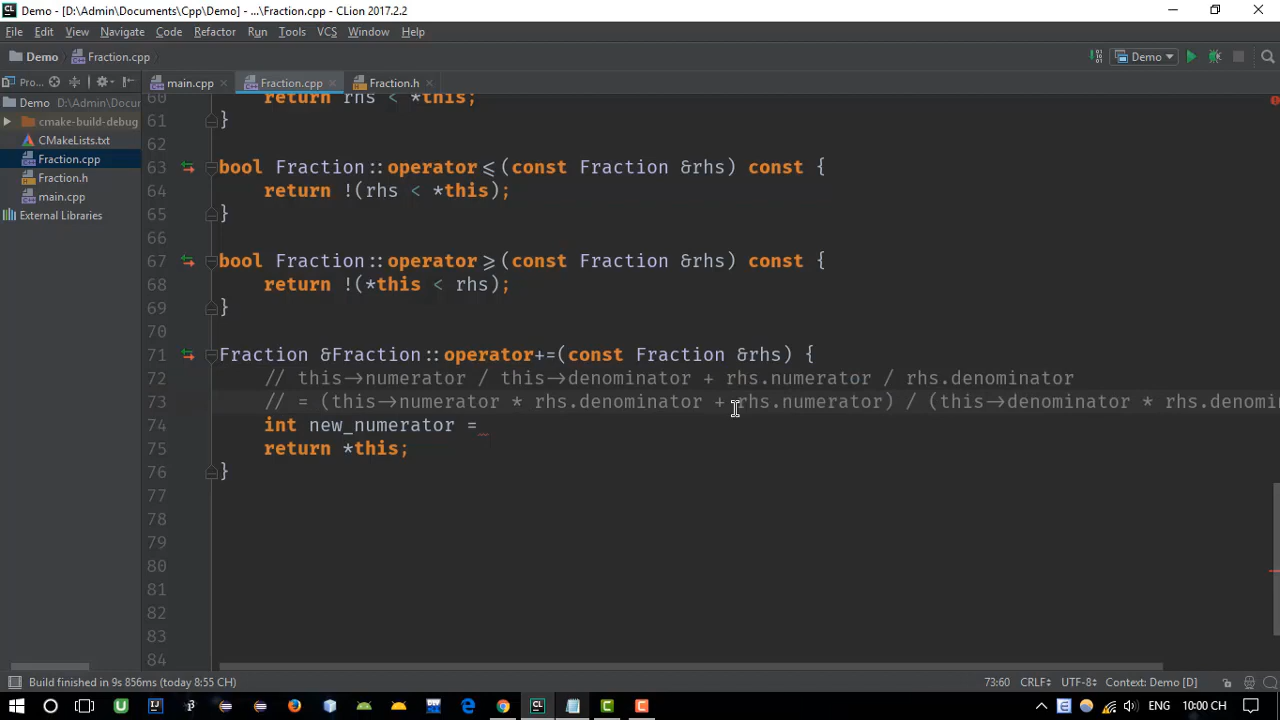 Demo - [D:\Admin\Documents\Cpp\Demo] - ...\Fraction.cpp - CLion 2017.2.2
File Edit View Navigate Code Refactor Run Tools VCS Window Help
Demo Fraction.cpp Demo
Pro... main.cpp Fraction.cpp Fraction.h
Demo D:\Admin\Docur
cmake-build-debug
CMakeLists.txt
Fraction.cpp
Fraction.h
main.cpp
External Libraries
60 return rhs < *this;
61 }
62
63 bool Fraction::operator<=(const Fraction &rhs) const {
64 return !(rhs < *this);
65 }
66
67 bool Fraction::operator>=(const Fraction &rhs) const {
68 return !(*this < rhs);
69 }
70
71 Fraction &Fraction::operator+=(const Fraction &rhs) {
72 // this->numerator / this->denominator + rhs.numerator / rhs.denominator
73 // = (this->numerator * rhs.denominator + rhs.numerator) / (this->denominator * rhs.denomi
74 int new_numerator =
75 return *this;
76 }
77
78
79
80
81
82
83
84
Build finished in 9s 856ms (today 8:55 CH) 73:60 CRLF÷ UTF-8÷ Context: Demo [D]
ENG 10:00 CH